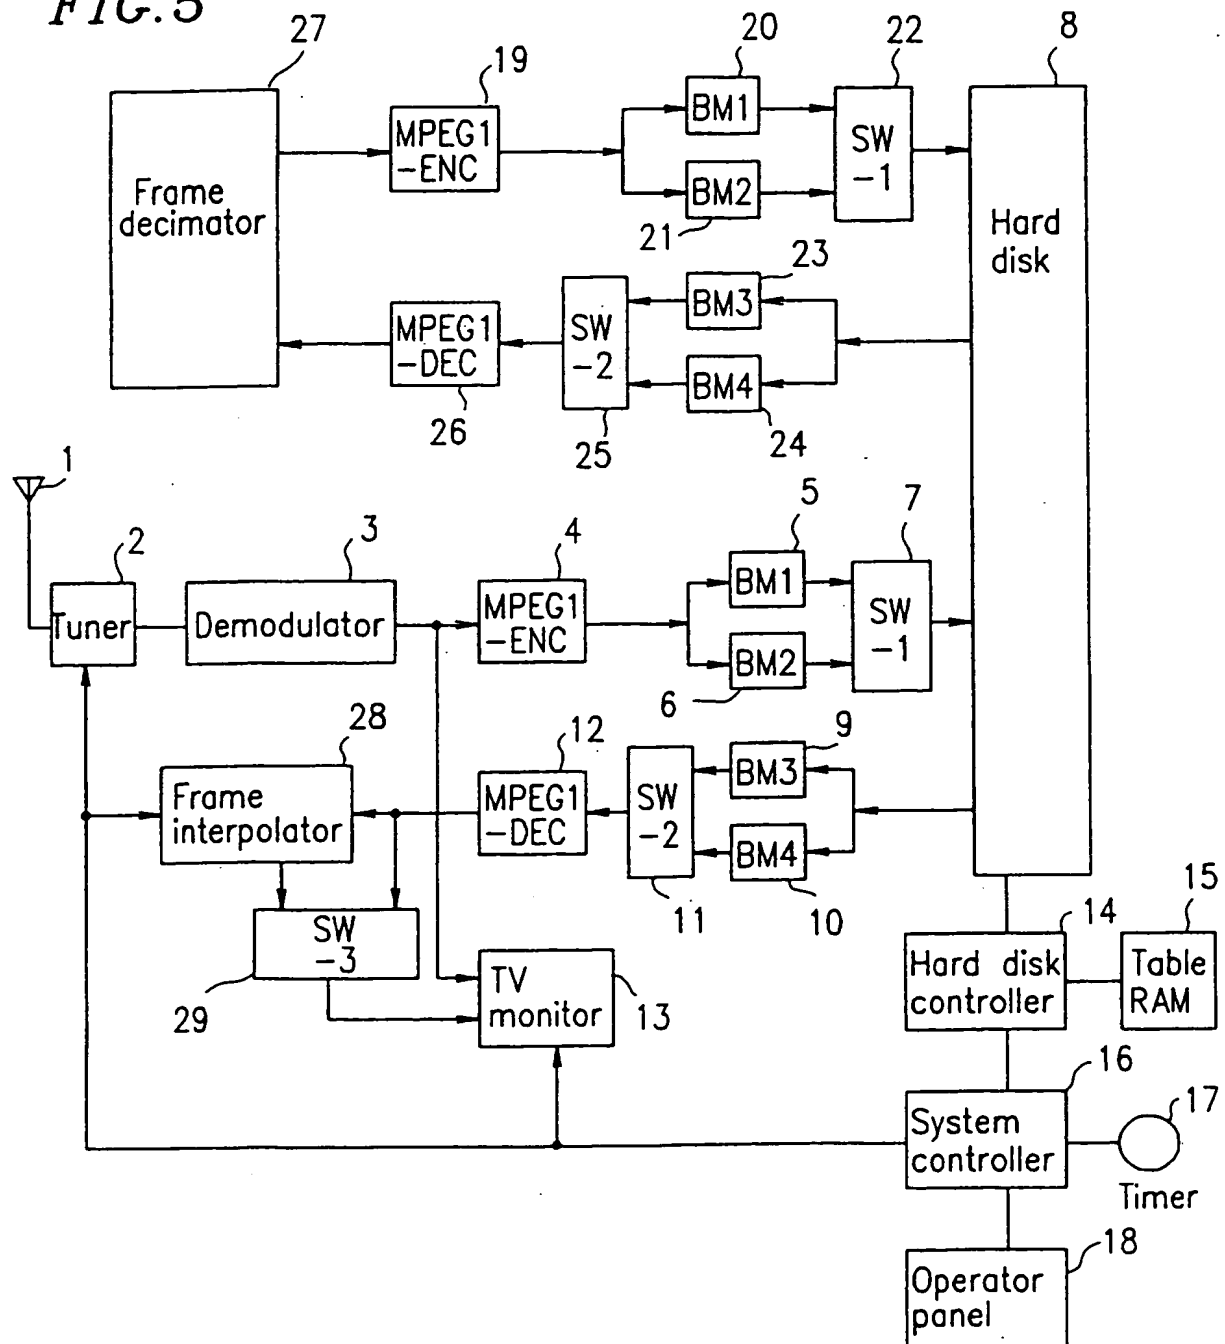 FIG. 5
27
19
20
22
8
MPEG1
-ENC
BM1
SW
-1
Frame
decimator
BM2
21
Hard
disk
23
MPEG1
-DEC
SW
-2
BM3
BM4
26
25
24
1
2
3
4
5
7
Tuner
Demodulator
MPEG1
-ENC
BM1
SW
-1
BM2
6
28
12
9
Frame
interpolator
MPEG1
-DEC
SW
-2
BM3
BM4
11
10
14
15
SW
-3
29
TV
monitor
13
Hard disk
controller
Table
RAM
16
17
System
controller
Timer
18
Operator
panel